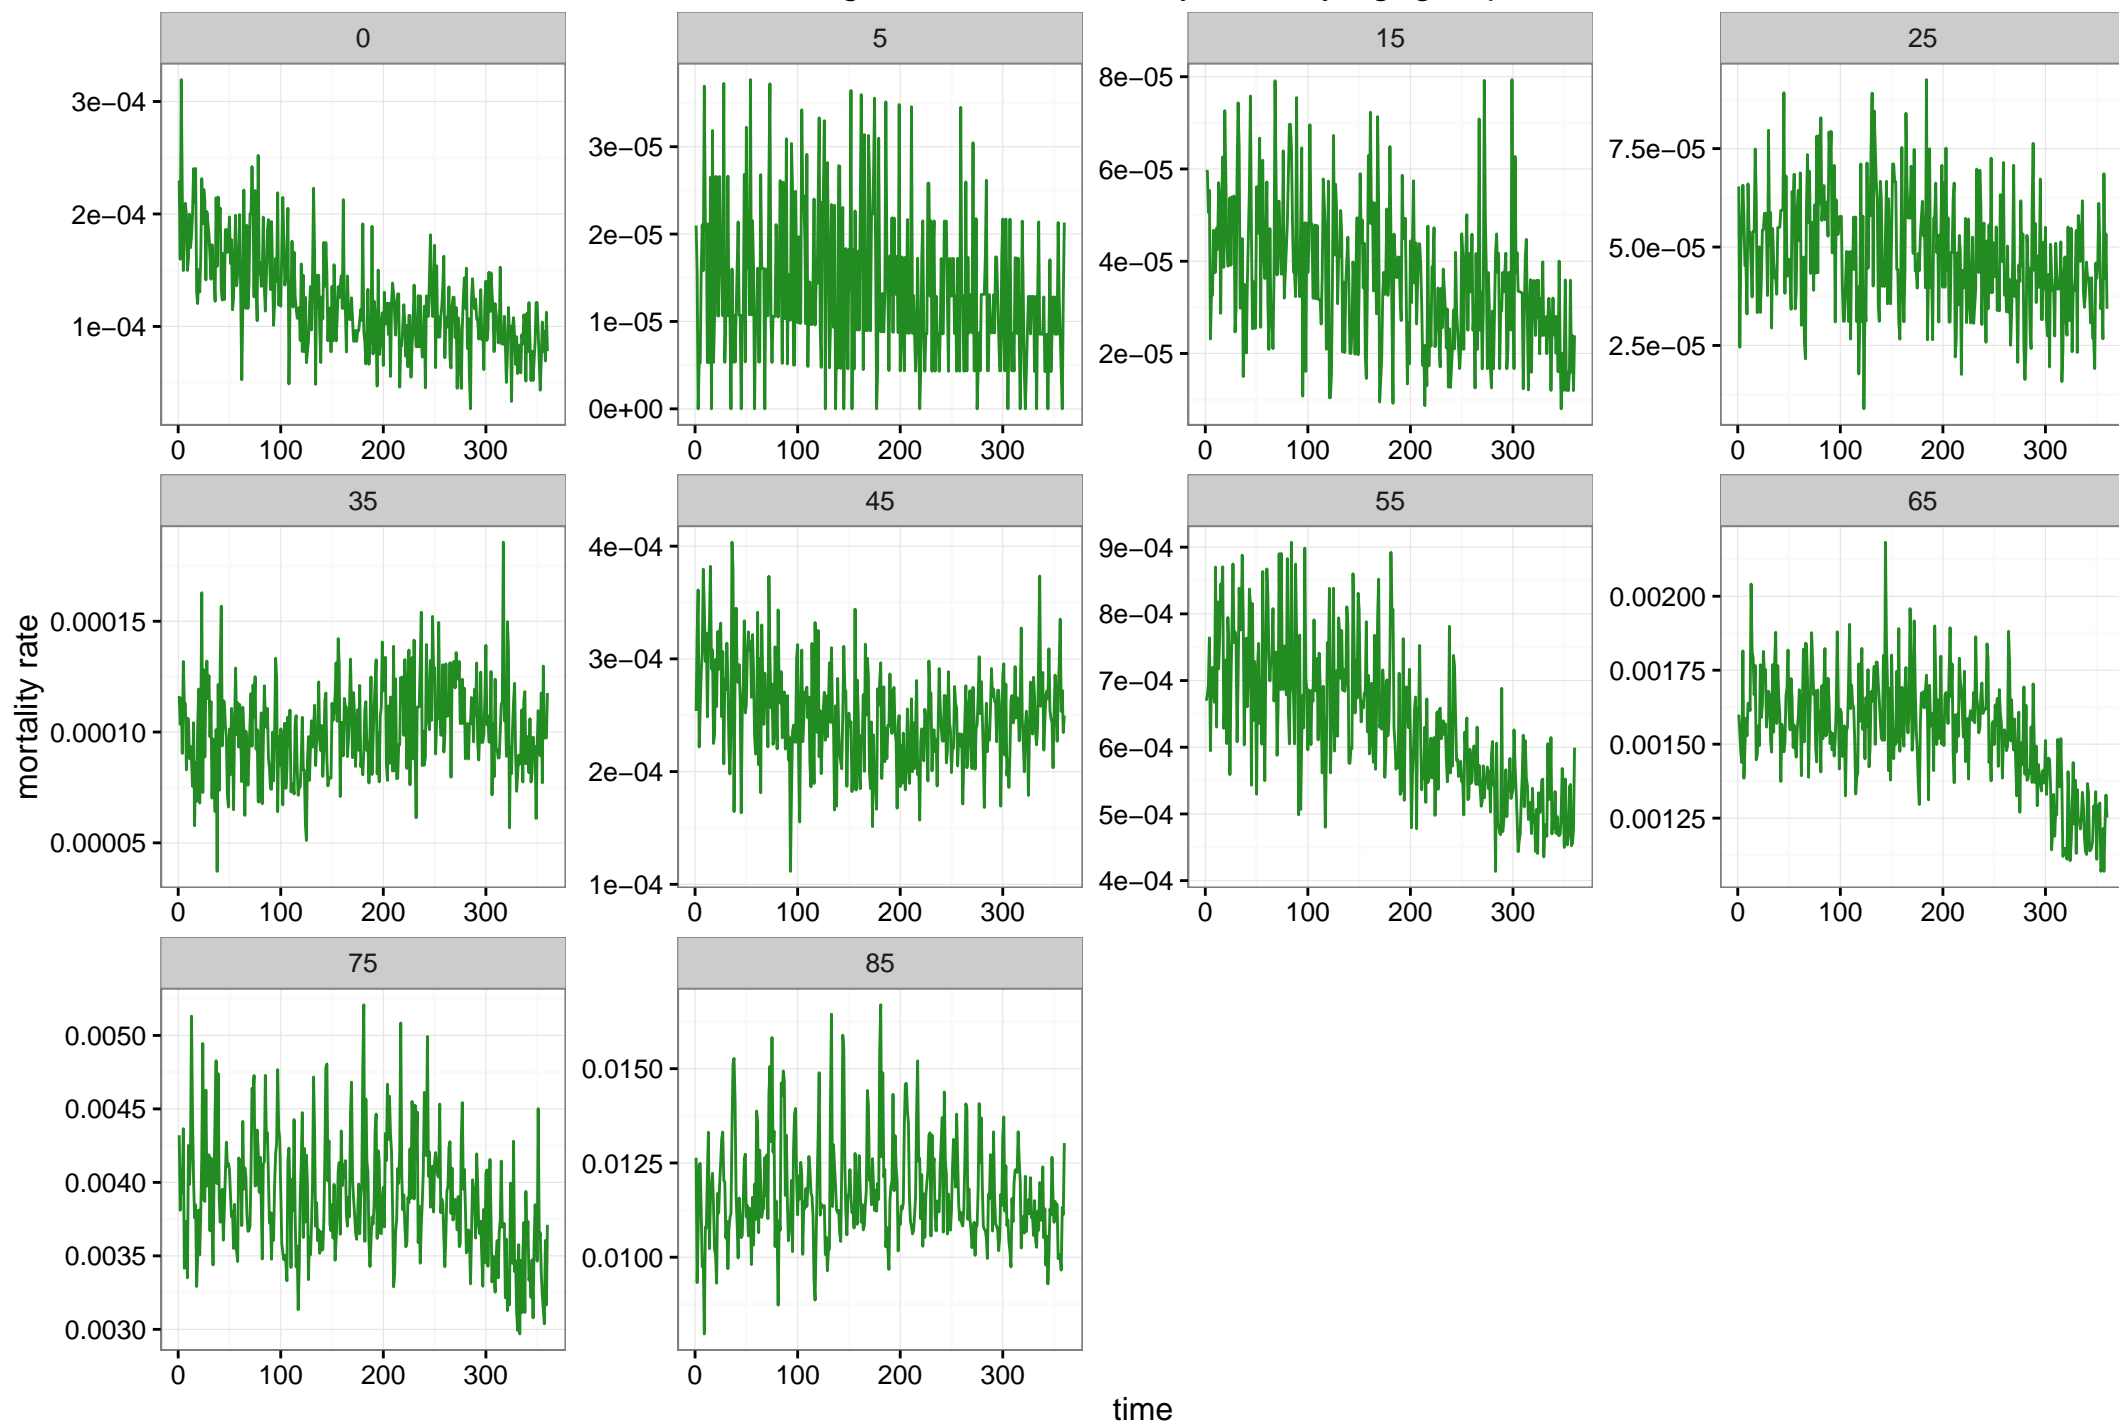 0 5 15 25
3e−04
2e−04
1e−04
3e−05
2e−05
1e−05
0e+00
8e−05
6e−05
4e−05
2e−05
7.5e−05
5.0e−05
2.5e−05
0 100 200 300 0 100 200 300 0 100 200 300 0 100 200 300
35 45 55 65
mortality rate
0.00015
0.00010
0.00005
4e−04
3e−04
2e−04
1e−04
9e−04
8e−04
7e−04
6e−04
5e−04
4e−04
0.00200
0.00175
0.00150
0.00125
0 100 200 300 0 100 200 300 0 100 200 300 0 100 200 300
75 85
0.0050
0.0045
0.0040
0.0035
0.0030
0.0150
0.0125
0.0100
0 100 200 300 0 100 200 300
time